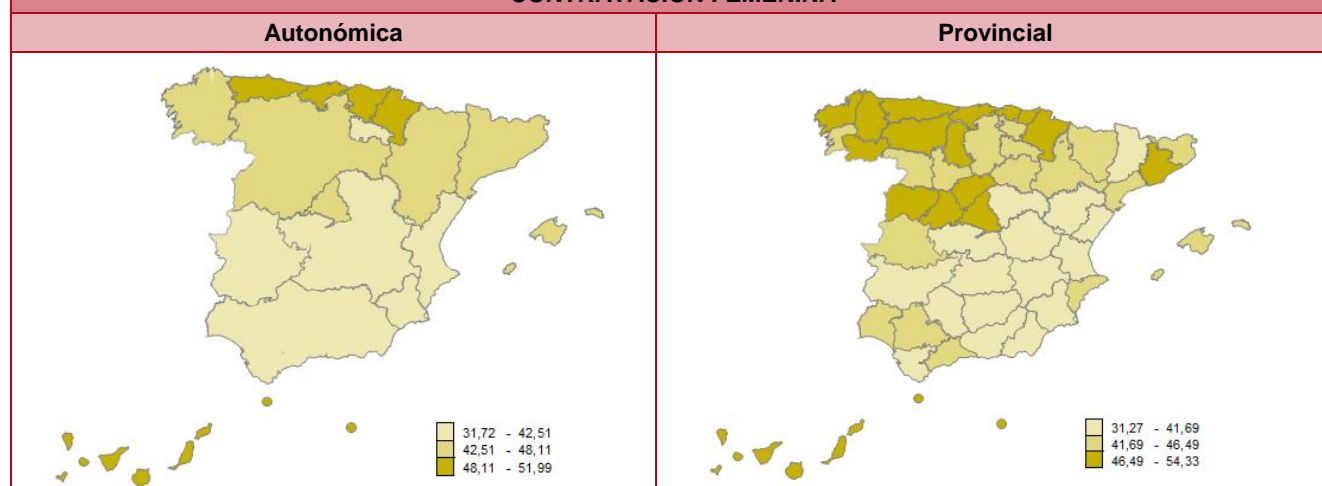 CONTRATACIÓN FEMENINA
Autonómica
Provincial
31,72 - 42,51
42,51 - 48,11
48,11 - 51,99
31,27 - 41,69
41,69 - 46,49
46,49 - 54,33